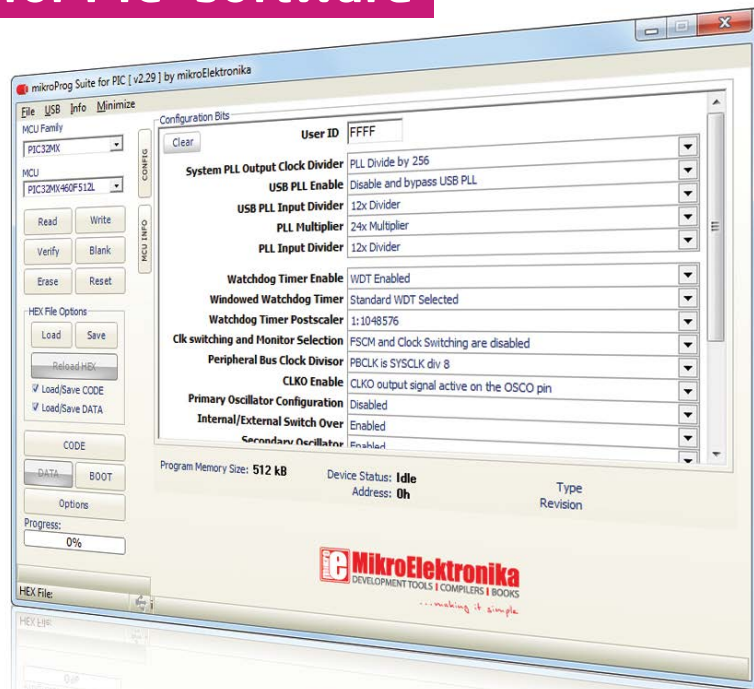 for PIC® software
mikroProg Suite for PIC [ v2.29 ] by mikroElektronika
File USB Info Minimize
MCU Family
PIC32MX
MCU
PIC32MX460F512L
Read Write
Verify Blank
Erase Reset
HEX File Options
Load Save
Reload HEX
Load/Save CODE
Load/Save DATA
CODE
DATA BOOT
Options
Progress:
0%
HEX File:
CONFIG
MCU INFO
Configuration Bits
Clear
User ID FFFF
System PLL Output Clock Divider PLL Divide by 256
USB PLL Enable Disable and bypass USB PLL
USB PLL Input Divider 12x Divider
PLL Multiplier 24x Multiplier
PLL Input Divider 12x Divider
Watchdog Timer Enable WDT Enabled
Windowed Watchdog Timer Standard WDT Selected
Watchdog Timer Postscaler 1:1048576
Clk switching and Monitor Selection FSCM and Clock Switching are disabled
Peripheral Bus Clock Divisor PBCLK is SYSCLK div 8
CLKO Enable CLKO output signal active on the OSCO pin
Primary Oscillator Configuration Disabled
Internal/External Switch Over Enabled
Secondary Oscillator Enabled
Program Memory Size: 512 kB
Device Status: Idle
Address: 0h
Type
Revision
MikroElektronika
DEVELOPMENT TOOLS | COMPILERS | BOOKS
...making it simple
HEX File:
0%